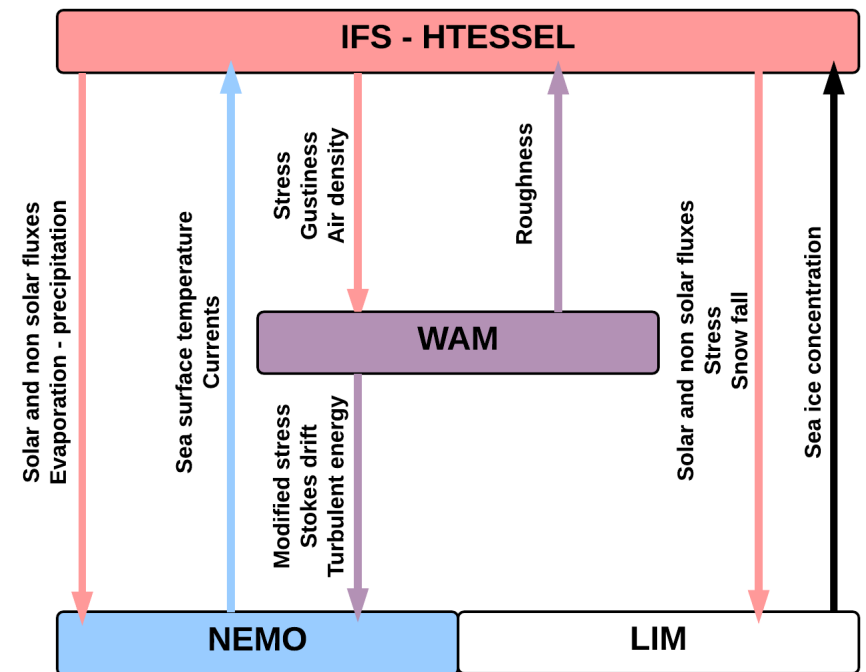 IFS - HTESSEL
Solar and non solar fluxes
Evaporation - precipitation
Sea surface temperature
Currents
Stress
Gustiness
Air density
Roughness
Solar and non solar fluxes
Stress
Snow fall
Sea ice concentration
WAM
Modified stress
Stokes drift
Turbulent energy
NEMO
LIM